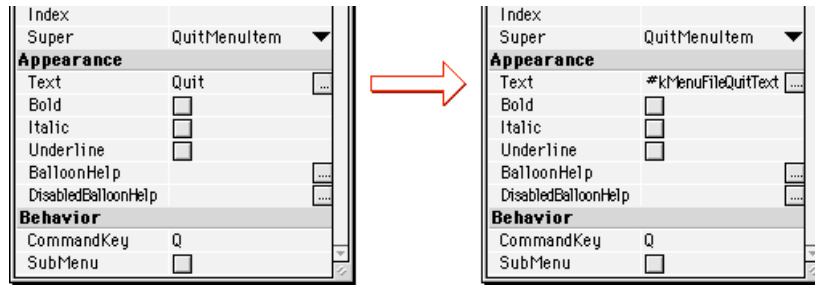 Index
Super QuitMenuItem
Appearance
Text Quit ...
Bold
Italic
Underline
BalloonHelp ...
DisabledBalloonHelp ...
Behavior
CommandKey Q
SubMenu
Index
Super QuitMenuItem
Appearance
Text #kMenuFileQuitText ...
Bold
Italic
Underline
BalloonHelp ...
DisabledBalloonHelp ...
Behavior
CommandKey Q
SubMenu